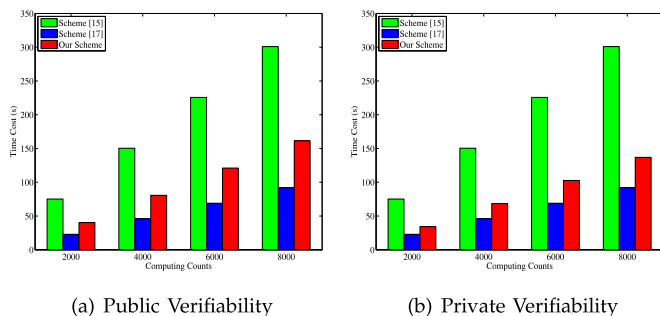 350
300
250
200
150
100
50
0
Time Cost (s)
Scheme [15]
Scheme [17]
Our Scheme
2000 4000 6000 8000
Computing Counts
(a) Public Verifiability
350
300
250
200
150
100
50
0
Time Cost (s)
Scheme [15]
Scheme [17]
Our Scheme
2000 4000 6000 8000
Computing Counts
(b) Private Verifiability